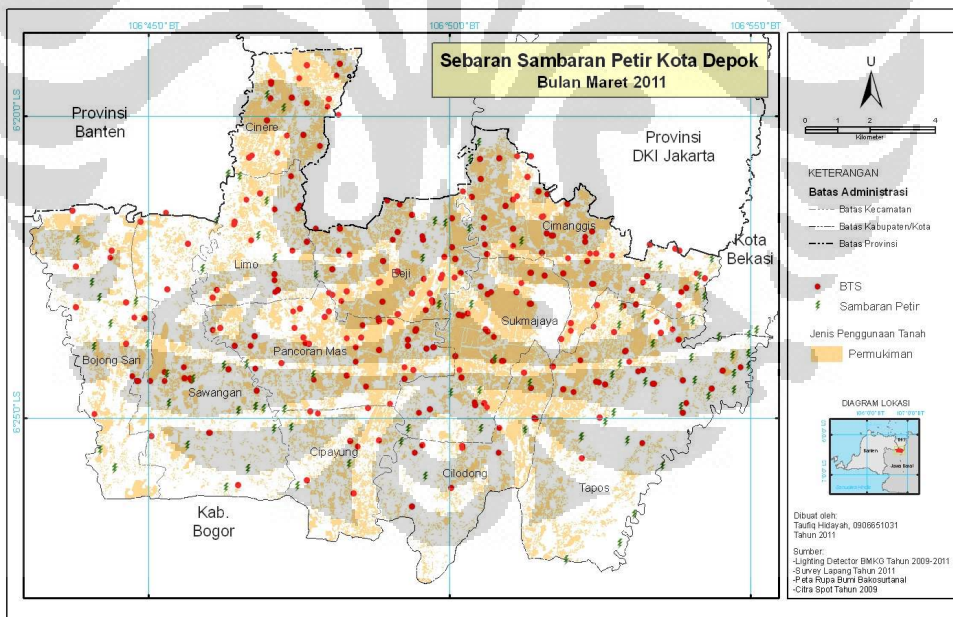 106°45'0" BT
106°50'0" BT
106°55'0" BT
Sebaran Sambaran Petir Kota Depok
Bulan Maret 2011
Provinsi
Banten
Provinsi
DKI Jakarta
Kota
Bekasi
Kab.
Bogor
6°20'0" LS
6°25'0" LS
Cinere
Cimanggis
Limo
Beji
Sukmajaya
Pancoran Mas
Bojong Sari
Sawangan
Cipayung
Cilodong
Tapos
U
0 1 2 4
Kilometer
KETERANGAN
Batas Administrasi
Batas Kecamatan
Batas Kabupaten/Kota
Batas Provinsi
BTS
Sambaran Petir
Jenis Penggunaan Tanah
Permukiman
DIAGRAM LOKASI
Banten
Jawa Barat
Dibuat oleh:
Taufiq Hidayah, 0906651031
Tahun 2011
Sumber:
-Lighting Detector BMKG Tahun 2009-2011
-Survey Lapang Tahun 2011
-Peta Rupa Bumi Bakosurtanal
-Citra Spot Tahun 2009